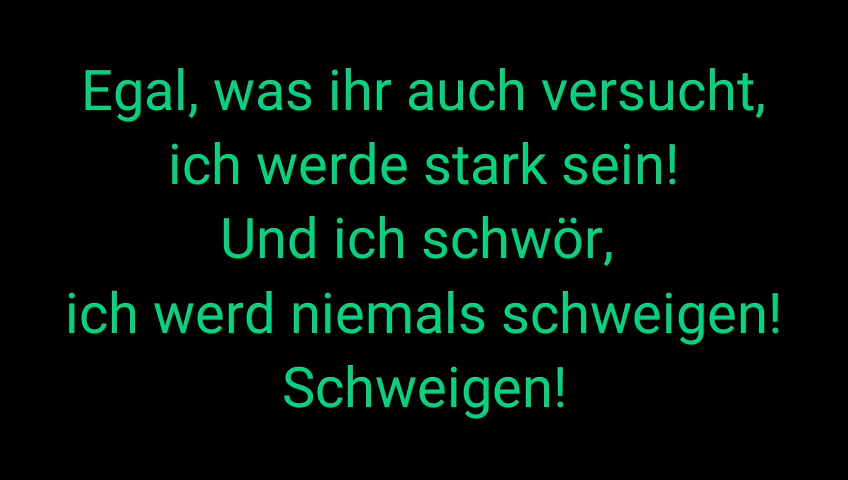 Egal, was ihr auch versucht,
ich werde stark sein!
Und ich schwör,
ich werd niemals schweigen!
Schweigen!